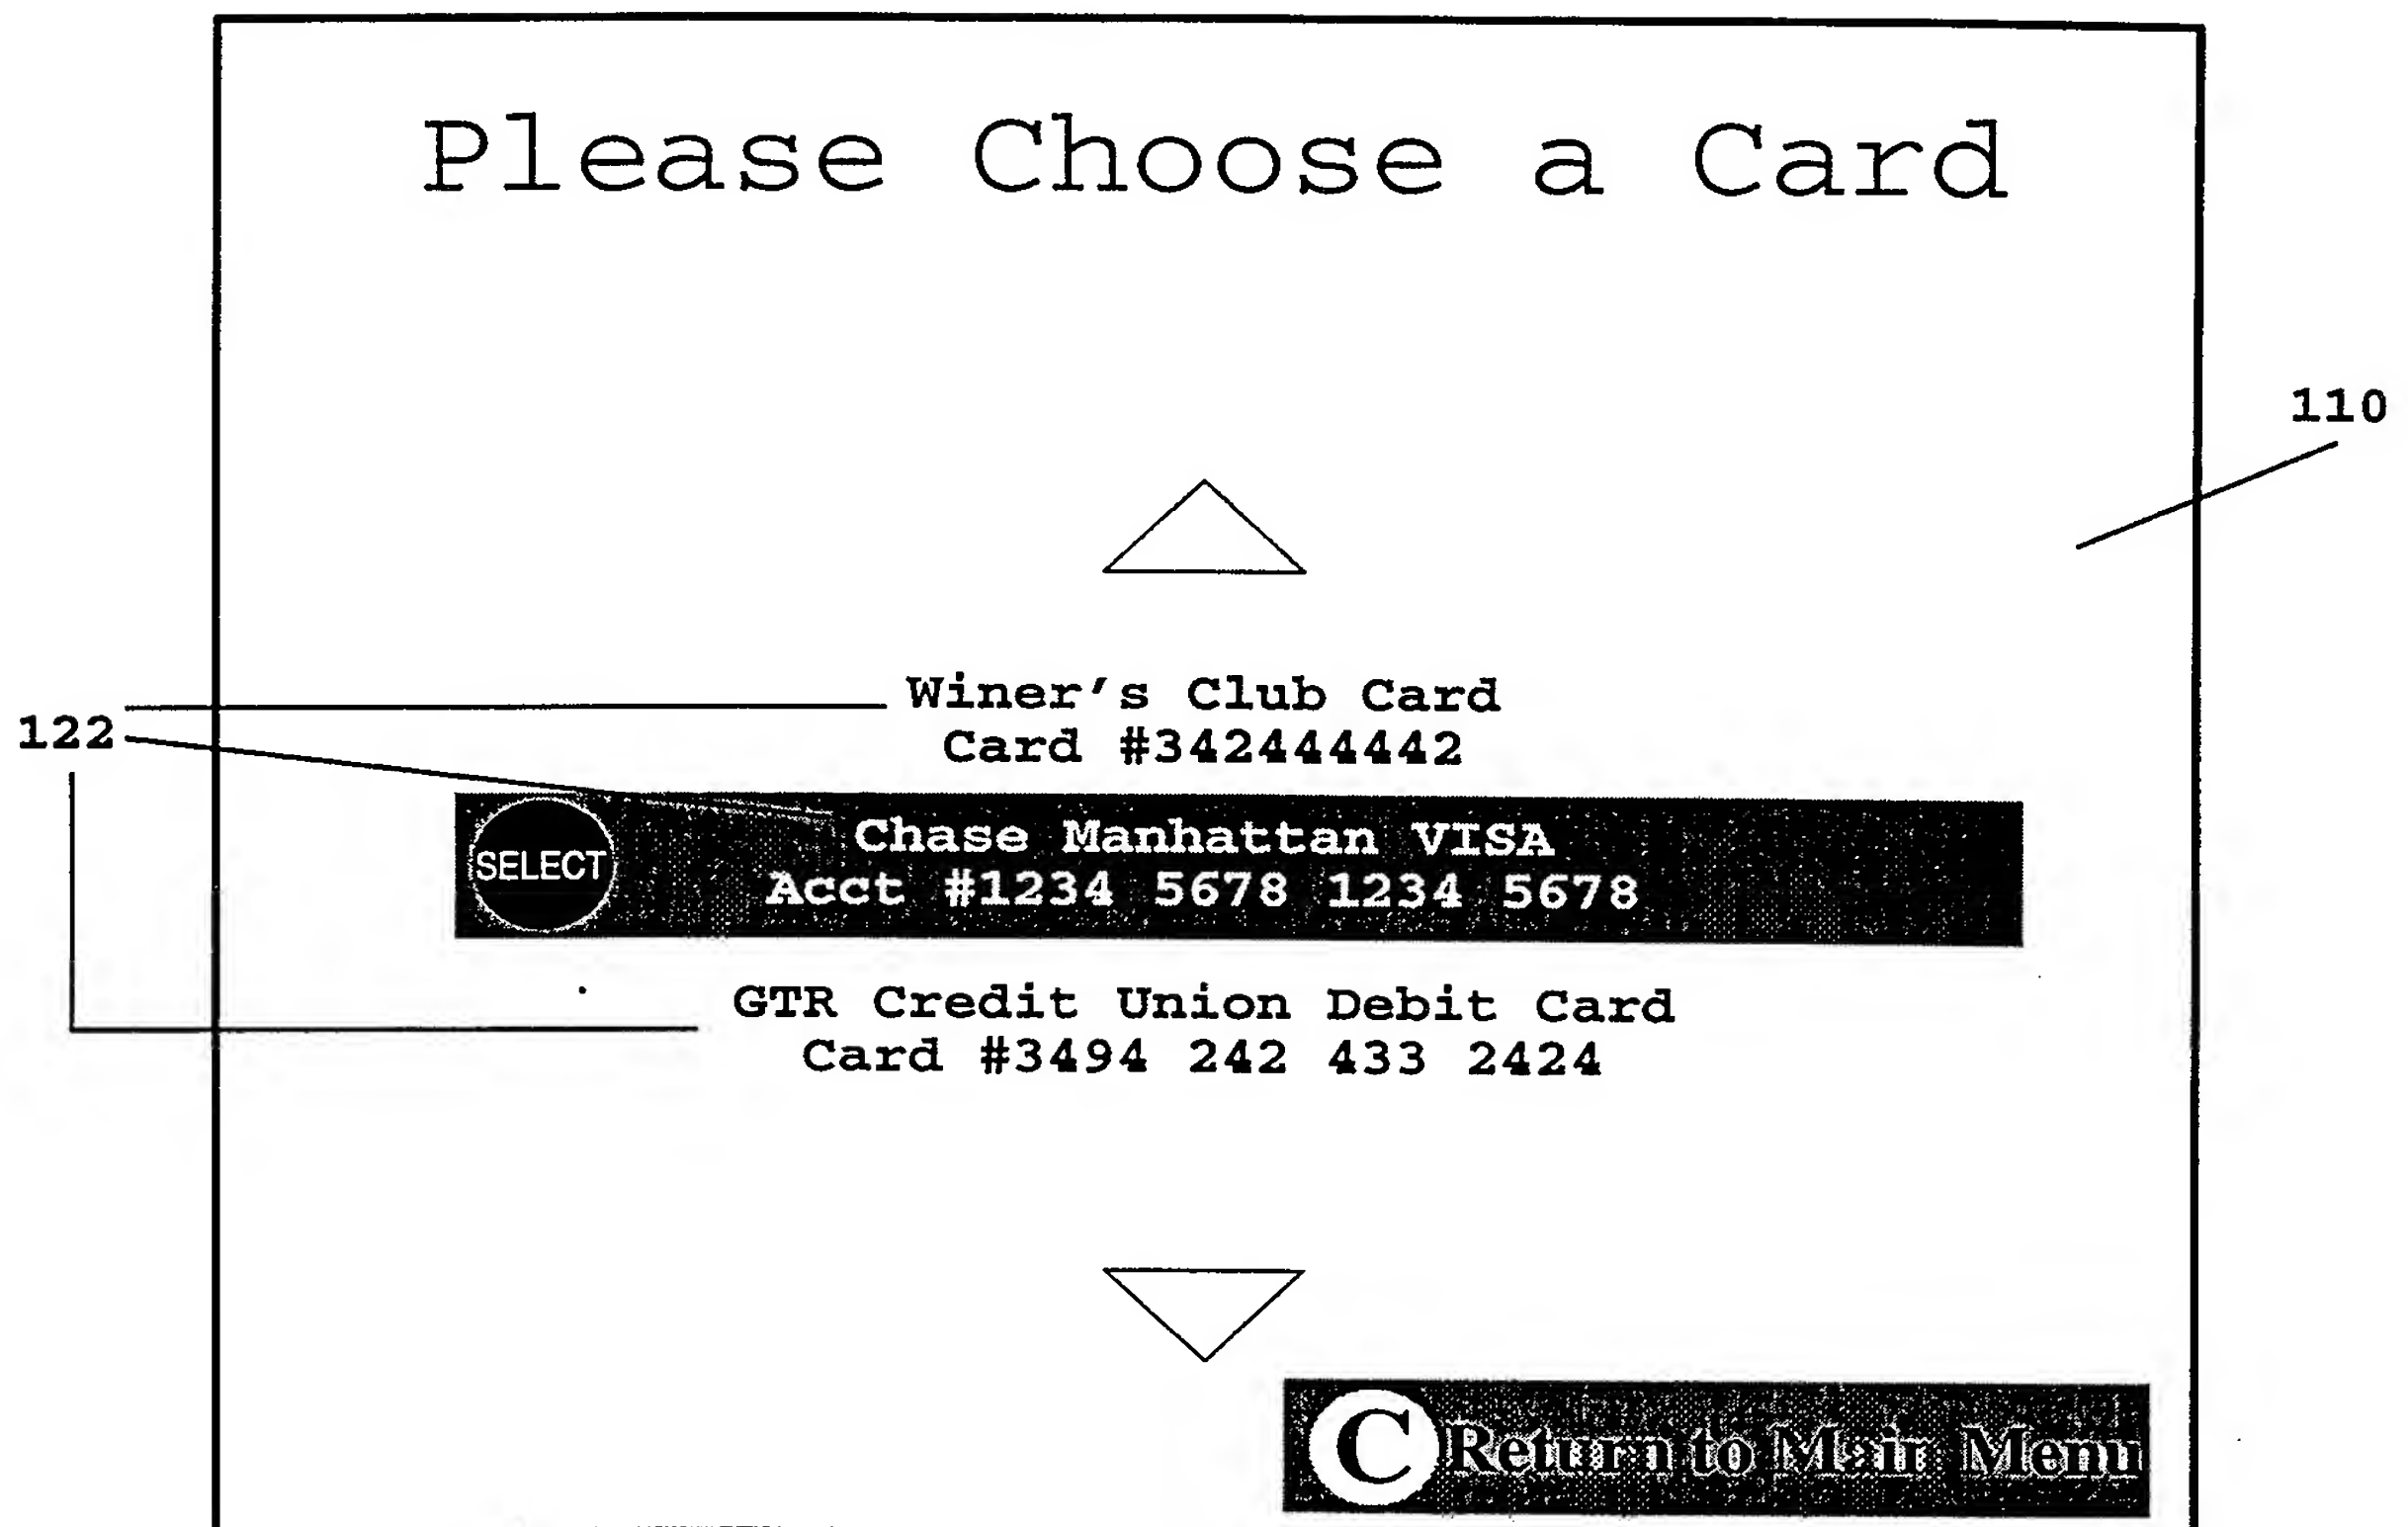 Please Choose a Card
110
Winer's Club Card
122
Card #342444442
Chase Manhattan VISA
SELECT
Acct #1234 5678 1234 5678
GTR Credit Union Debit Card
Card #3494 242 433 2424
C Return to Main Menu